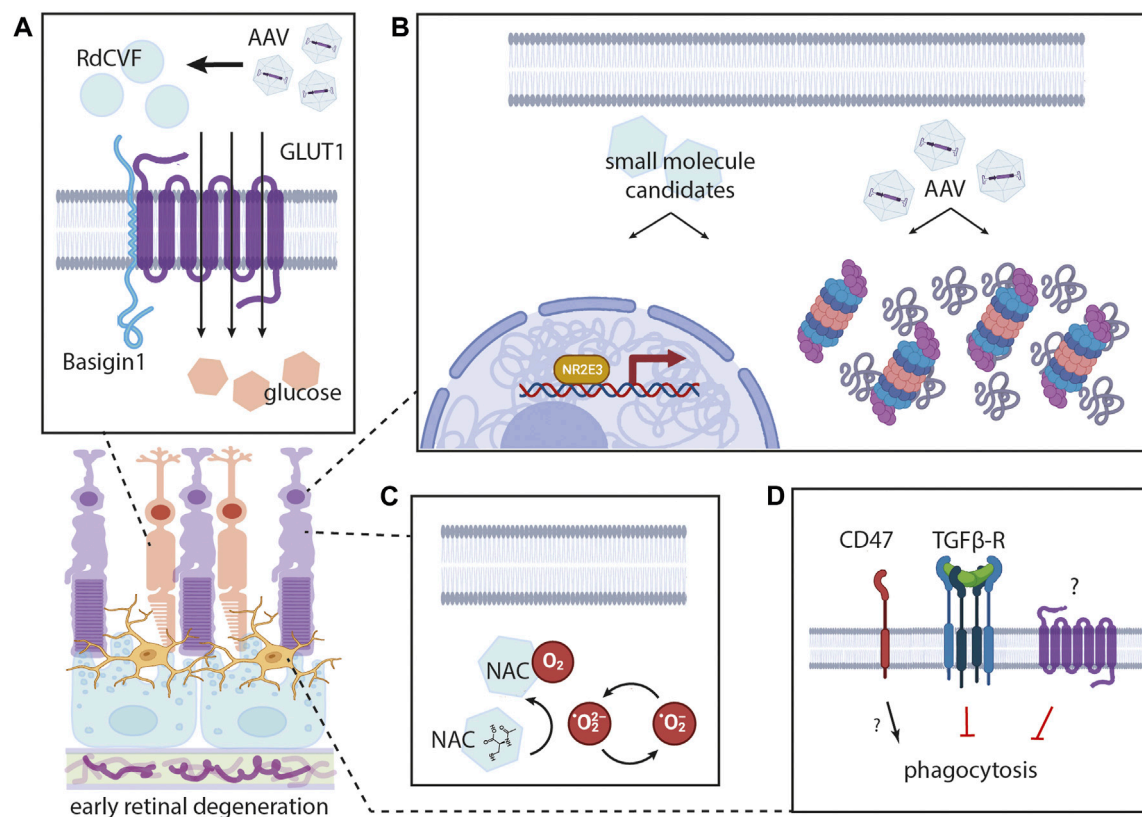 A
AAV
RdCVF
GLUT1
Basigin1
glucose
B
small molecule
candidates
AAV
NR2E3
C
NAC O₂
NAC
•O₂²⁻
•O₂⁻
D
CD47
TGFβ-R
?
?
phagocytosis
early retinal degeneration